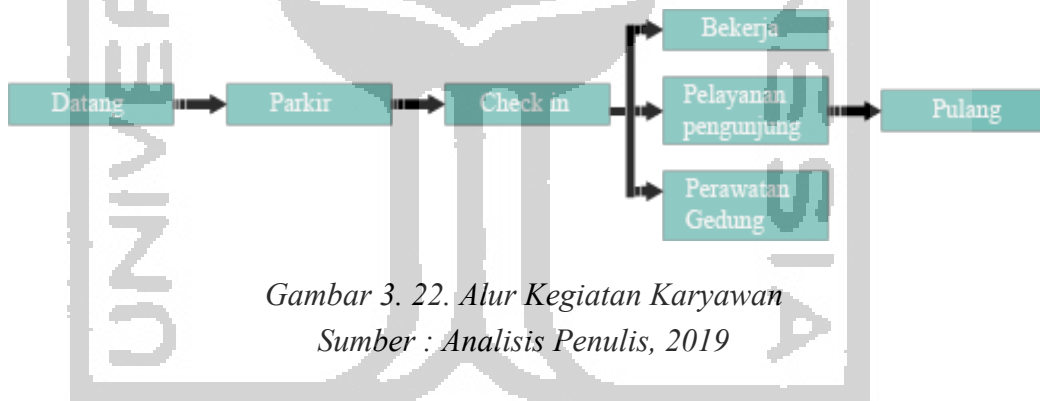 Datang
Parkir
Check in
Bekerja
Pelayanan
pengunjung
Perawatan
Gedung
Pulang
Gambar 3. 22. Alur Kegiatan Karyawan
Sumber : Analisis Penulis, 2019